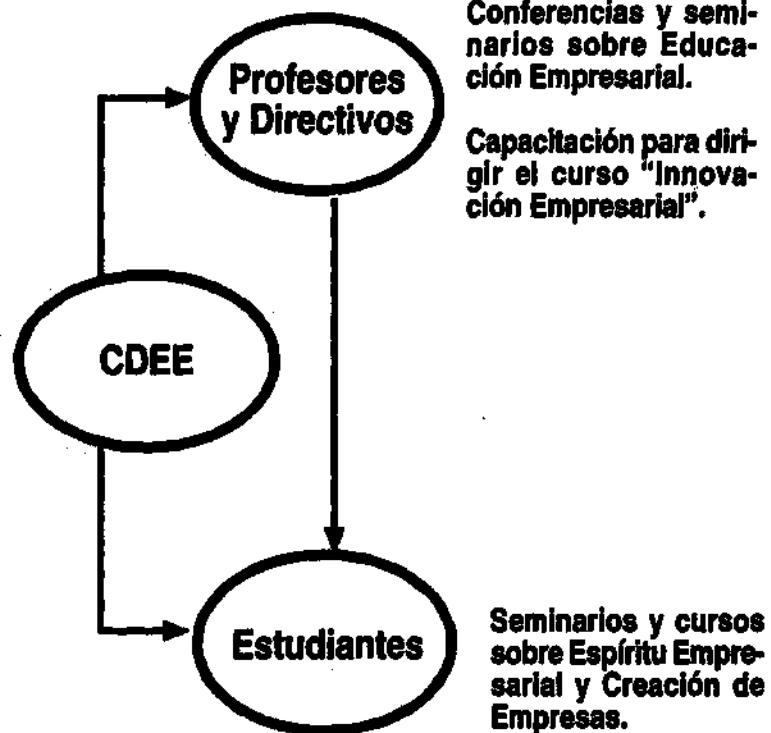 Conferencias y semi-
narios sobre Educa-
ción Empresarial.
Profesores
y Directivos
Capacitación para diri-
gir el curso "Innova-
ción Empresarial".
CDEE
Estudiantes
Seminarios y cursos
sobre Espíritu Empre-
sarial y Creación de
Empresas.